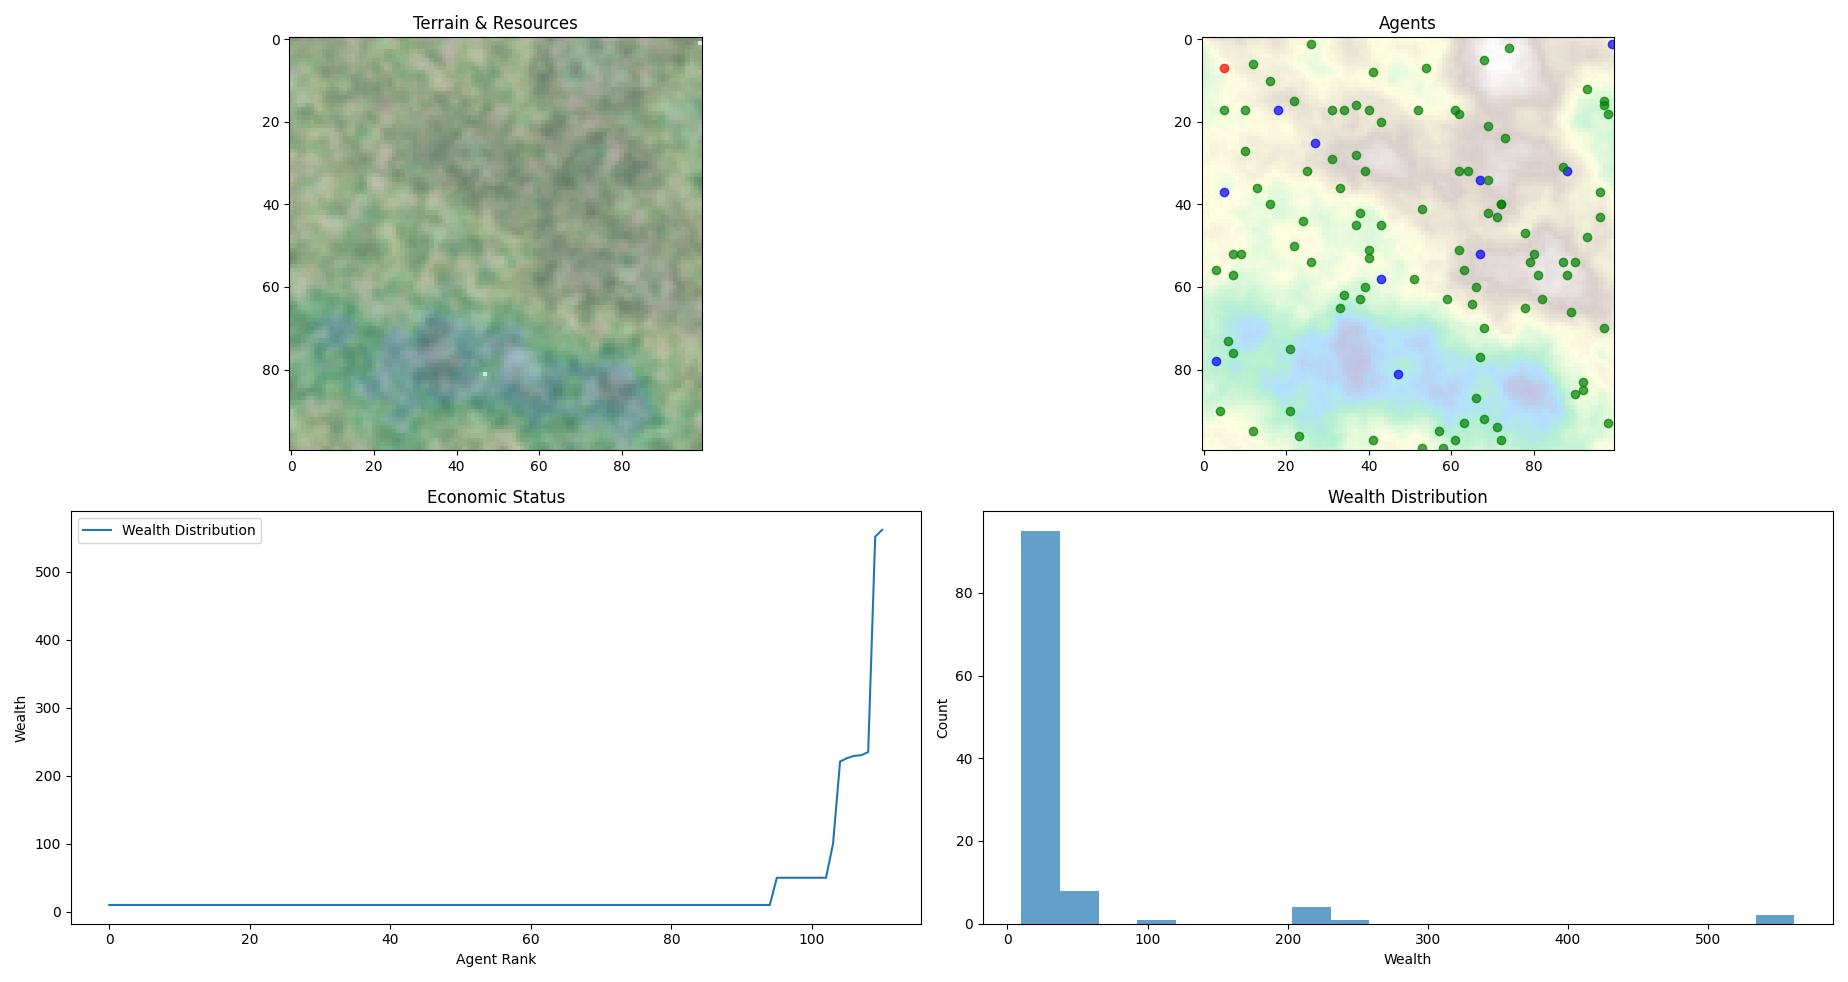 Terrain & Resources
0
20
40
60
80
0 20 40 60 80
Agents
0
20
40
60
80
0 20 40 60 80
Economic Status
Wealth Distribution
500
400
300
200
100
0
Wealth
0 20 40 60 80 100
Agent Rank
Wealth Distribution
80
60
40
20
0
Count
0 100 200 300 400 500
Wealth